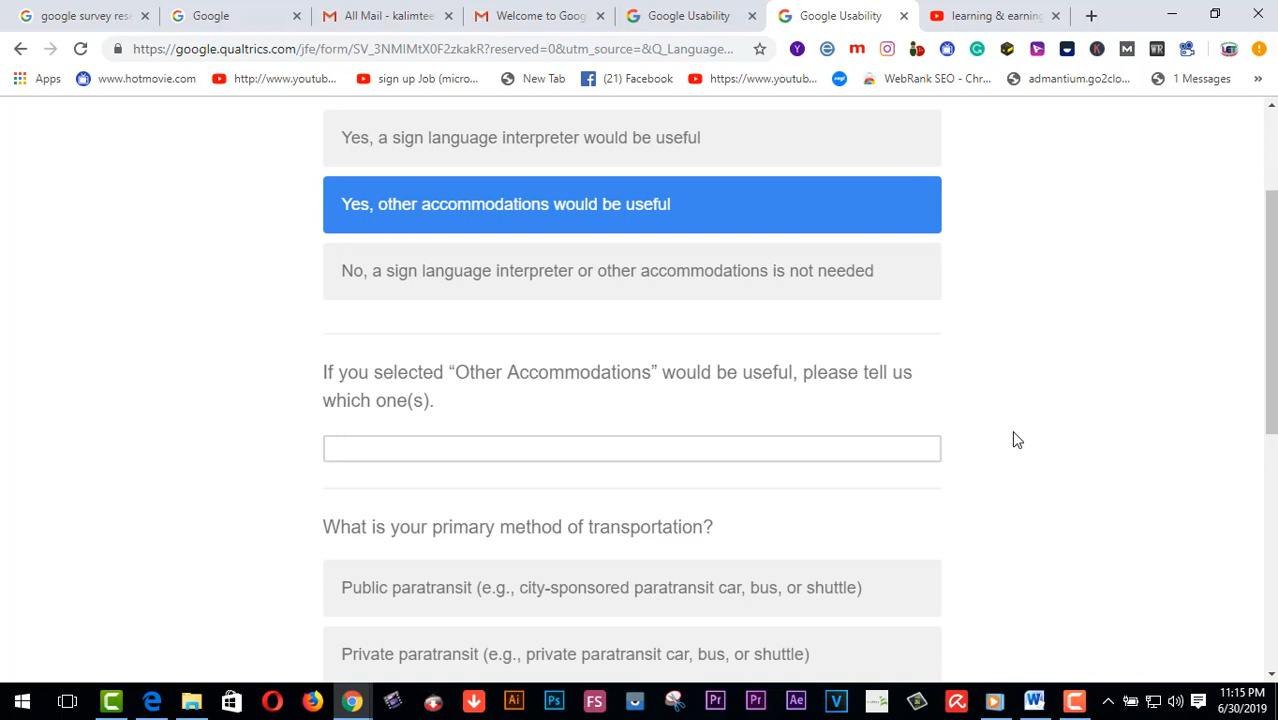 google survey res
Google
All Mail - kalimtee
Welcome to Goog
Google Usability
Google Usability
learning & earning
https://google.qualtrics.com/jfe/form/SV_3NMIMtX0F2zkakR?reserved=0&utm_source=&Q_Language...
Apps
www.hotmovie.com
http://www.youtub...
sign up Job (micro...
New Tab
(21) Facebook
https://www.youtub...
WebRank SEO - Chr...
admantium.go2clo...
1 Messages
Yes, a sign language interpreter would be useful
Yes, other accommodations would be useful
No, a sign language interpreter or other accommodations is not needed
If you selected “Other Accommodations” would be useful, please tell us
which one(s).
What is your primary method of transportation?
Public paratransit (e.g., city-sponsored paratransit car, bus, or shuttle)
Private paratransit (e.g., private paratransit car, bus, or shuttle)
11:15 PM
6/30/2019